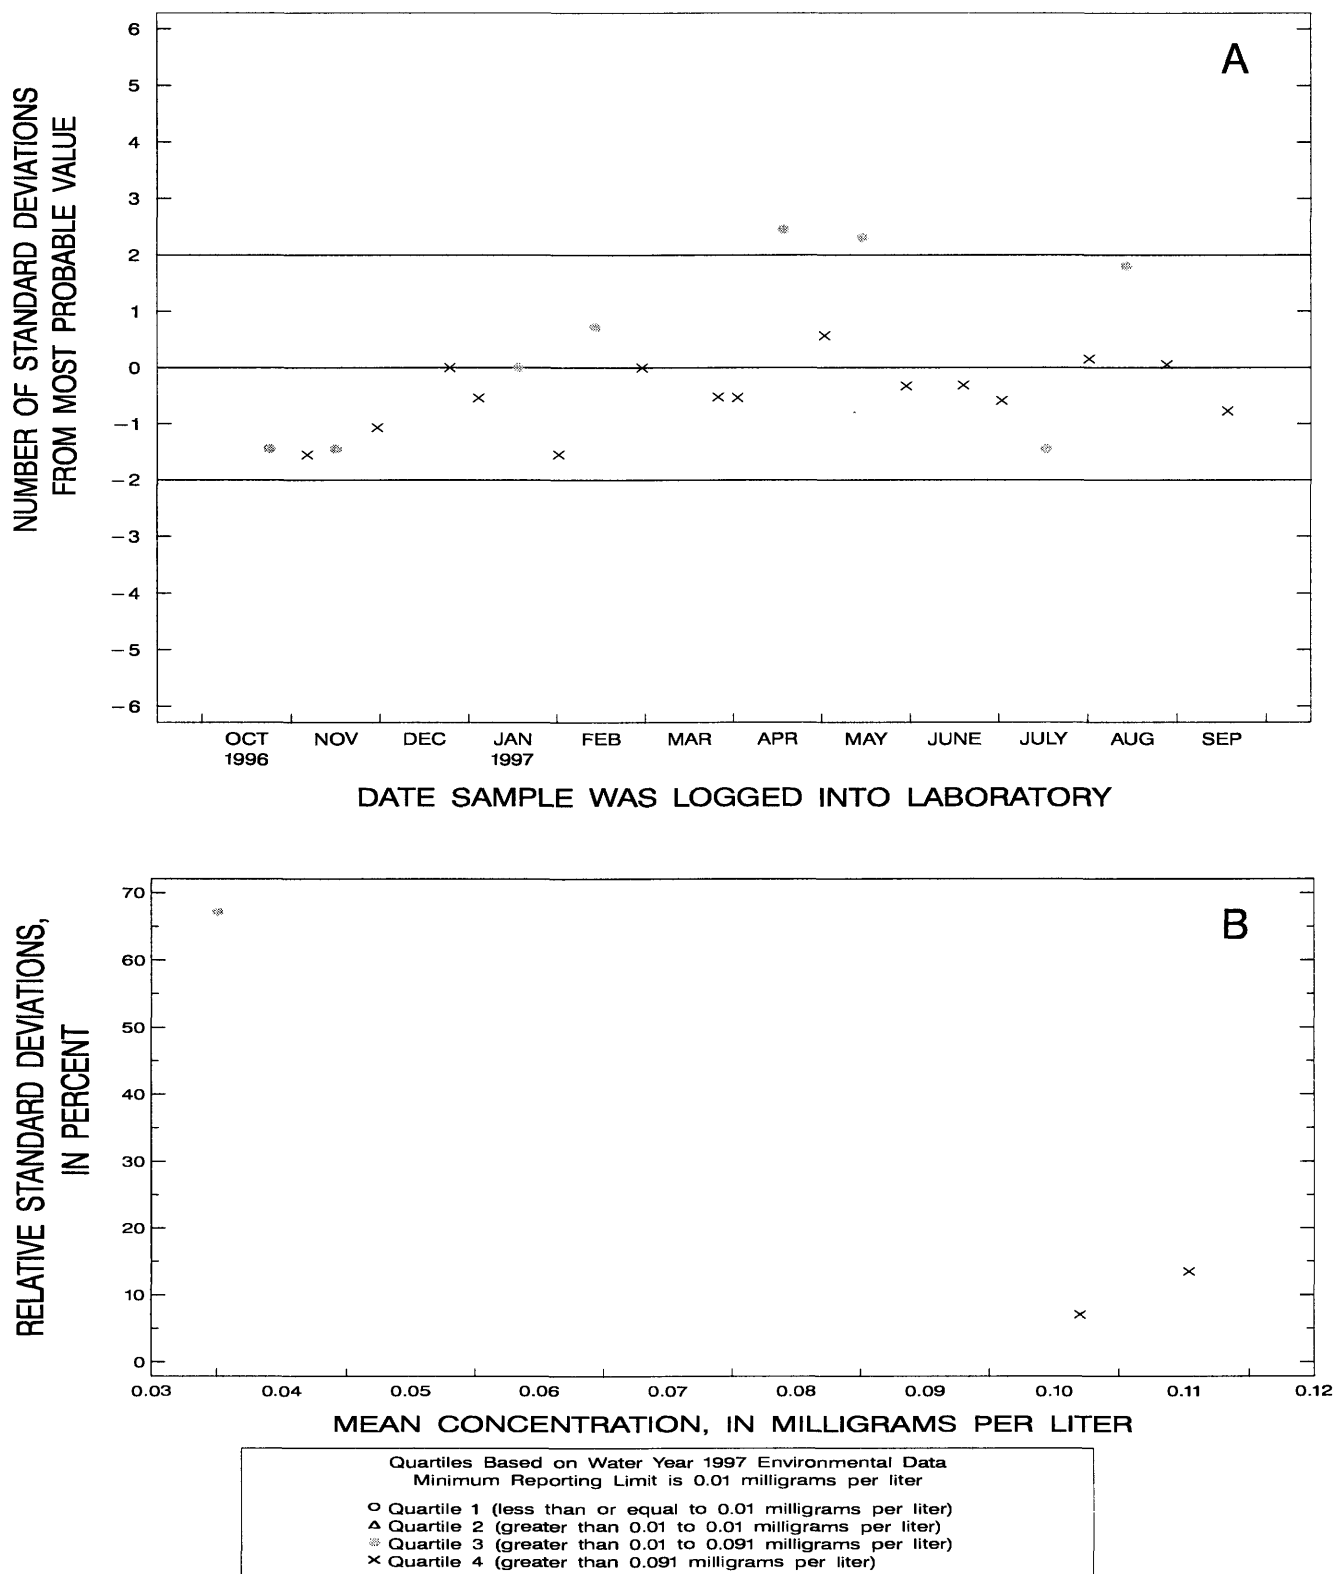 A
NUMBER OF STANDARD DEVIATIONS
FROM MOST PROBABLE VALUE
6
5
4
3
2
1
0
−1
−2
−3
−4
−5
−6
OCT NOV DEC JAN FEB MAR APR MAY JUNE JULY AUG SEP
1996 1997
DATE SAMPLE WAS LOGGED INTO LABORATORY
B
RELATIVE STANDARD DEVIATIONS,
IN PERCENT
70
60
50
40
30
20
10
0
0.03 0.04 0.05 0.06 0.07 0.08 0.09 0.10 0.11 0.12
MEAN CONCENTRATION, IN MILLIGRAMS PER LITER
Quartiles Based on Water Year 1997 Environmental Data
Minimum Reporting Limit is 0.01 milligrams per liter
Quartile 1 (less than or equal to 0.01 milligrams per liter)
Quartile 2 (greater than 0.01 to 0.01 milligrams per liter)
Quartile 3 (greater than 0.01 to 0.091 milligrams per liter)
Quartile 4 (greater than 0.091 milligrams per liter)